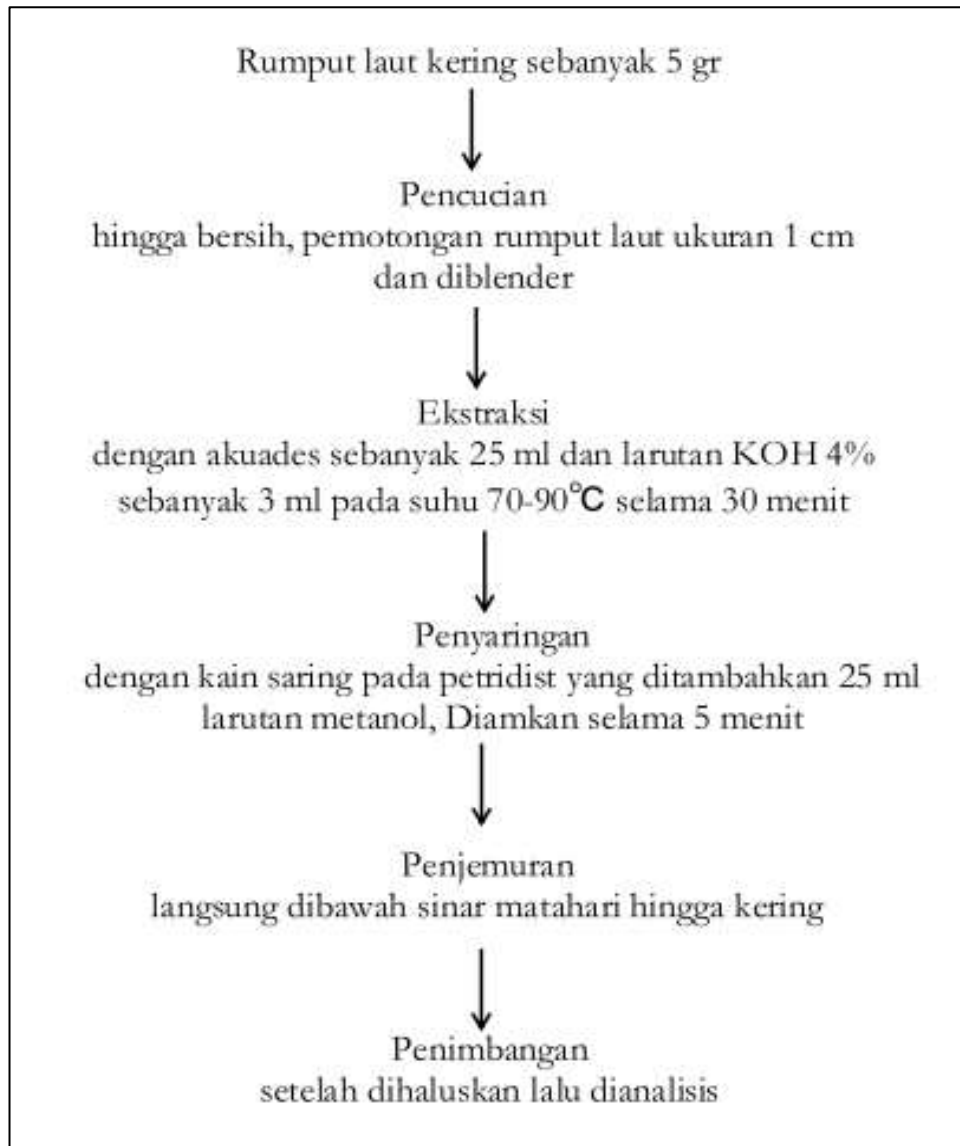 Rumput laut kering sebanyak 5 gr
Pencucian
hingga bersih, pemotongan rumput laut ukuran 1 cm
dan diblender
Ekstraksi
dengan akuades sebanyak 25 ml dan larutan KOH 4%
sebanyak 3 ml pada suhu 70-90℃ selama 30 menit
Penyaringan
dengan kain saring pada petridist yang ditambahkan 25 ml
larutan metanol, Diamkan selama 5 menit
Penjemuran
langsung dibawah sinar matahari hingga kering
Penimbangan
setelah dihaluskan lalu dianalisis